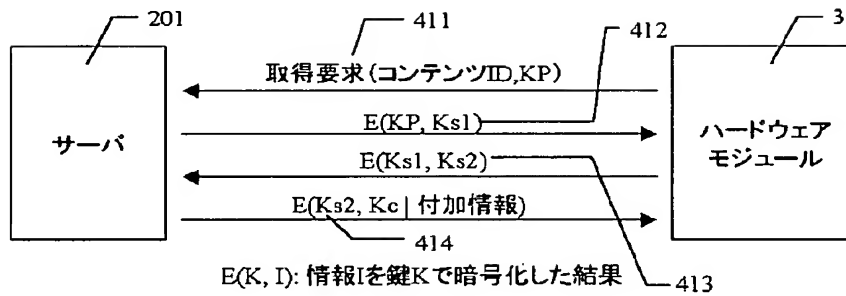 201
411
412
3
取得要求(コンテンツID,KP)
E(KP, Ks1)
サーバ
ハードウェア
モジュール
E(Ks1, Ks2)
E(Ks2, Kc | 付加情報)
414
413
E(K, I): 情報Iを鍵Kで暗号化した結果